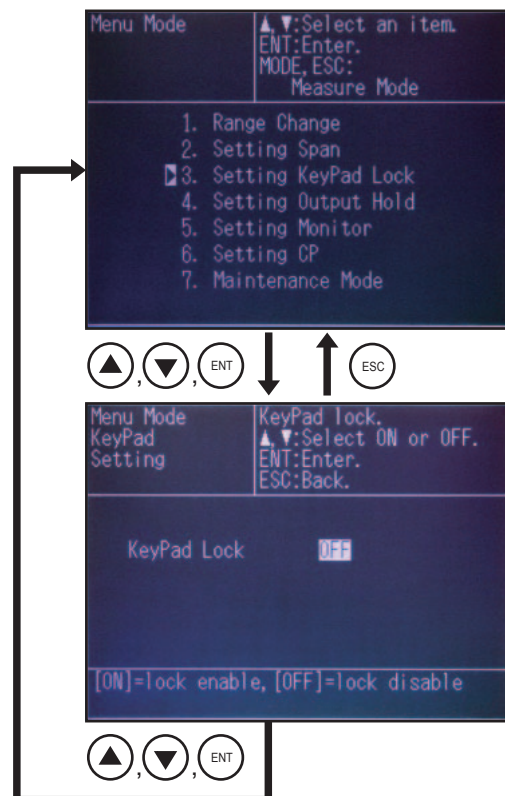 Menu Mode
▲,▼:Select an item.
ENT:Enter.
MODE,ESC:
Measure Mode
1. Range Change
2. Setting Span
3. Setting KeyPad Lock
4. Setting Output Hold
5. Setting Monitor
6. Setting CP
7. Maintenance Mode
▲,▼,ENT
ESC
Menu Mode
KeyPad
Setting
KeyPad lock.
▲,▼:Select ON or OFF.
ENT:Enter.
ESC:Back.
KeyPad Lock OFF
[ON]=lock enable,[OFF]=lock disable
▲,▼,ENT